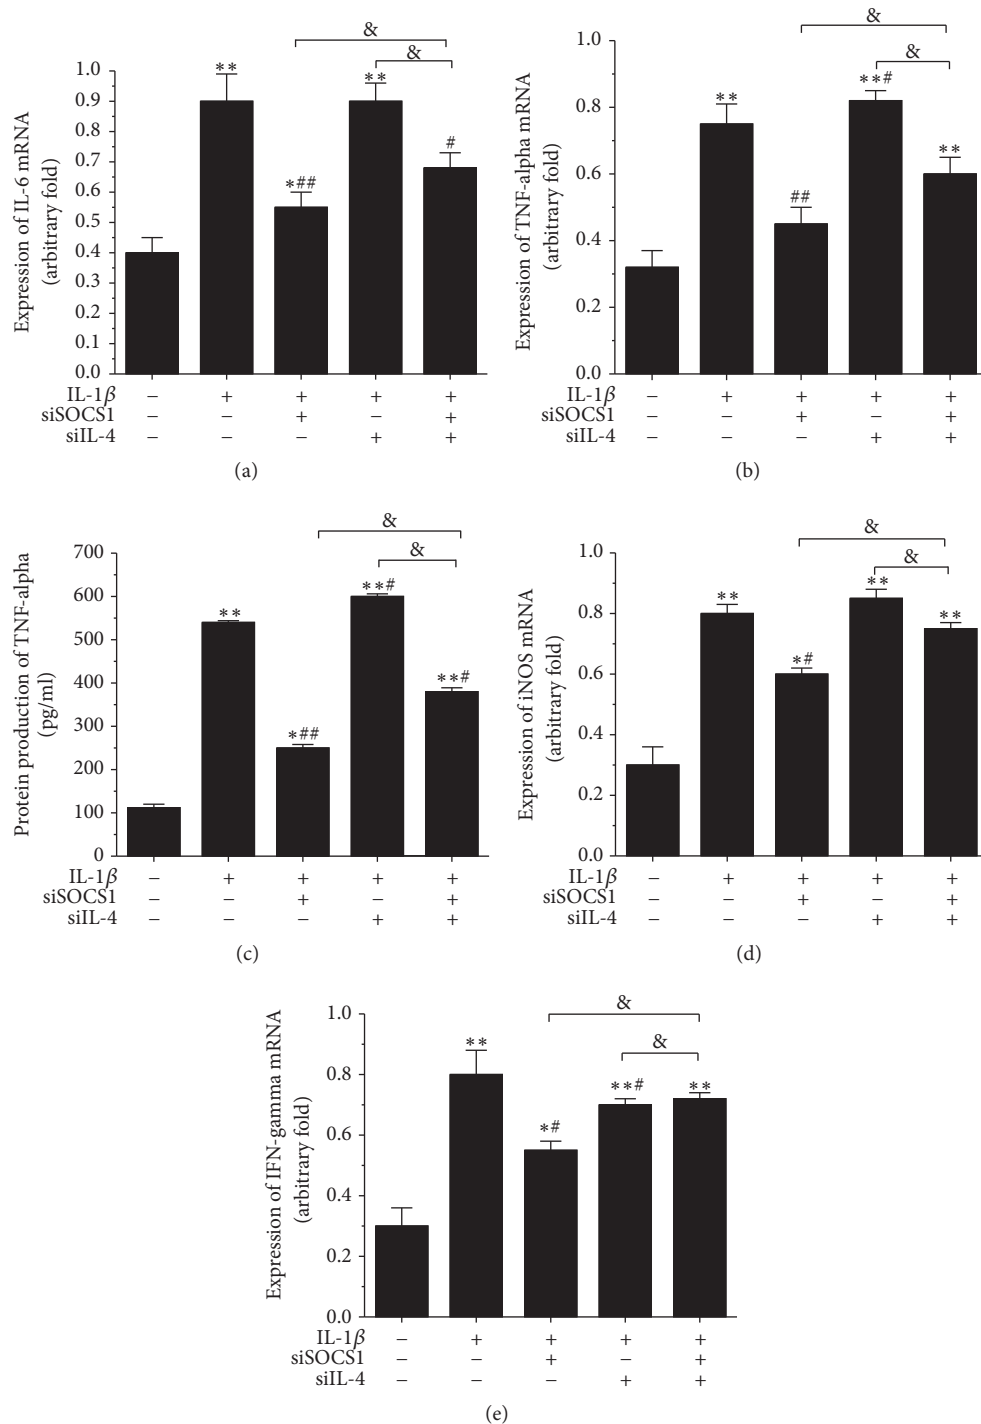 &
&
** ** 
*## #
Expression of IL-6 mRNA
(arbitrary fold)
1.0
0.9
0.8
0.7
0.6
0.5
0.4
0.3
0.2
0.1
0.0
IL-1β − + + + +
siSOCS1 − − + − +
siIL-4 − − − + +
(a)
&
&
** ## **# **
Expression of TNF-alpha mRNA
(arbitrary fold)
1.0
0.8
0.6
0.4
0.2
0.0
IL-1β − + + + +
siSOCS1 − − + − +
siIL-4 − − − + +
(b)
&
&
** *## **# **#
Protein production of TNF-alpha
(pg/ml)
700
600
500
400
300
200
100
0
IL-1β − + + + +
siSOCS1 − − + − +
siIL-4 − − − + +
(c)
&
&
** *# ** **
Expression of iNOS mRNA
(arbitrary fold)
1.0
0.8
0.6
0.4
0.2
0.0
IL-1β − + + + +
siSOCS1 − − + − +
siIL-4 − − − + +
(d)
&
&
** *# **# **
Expression of IFN-gamma mRNA
(arbitrary fold)
1.0
0.8
0.6
0.4
0.2
0.0
IL-1β − + + + +
siSOCS1 − − + − +
siIL-4 − − − + +
(e)